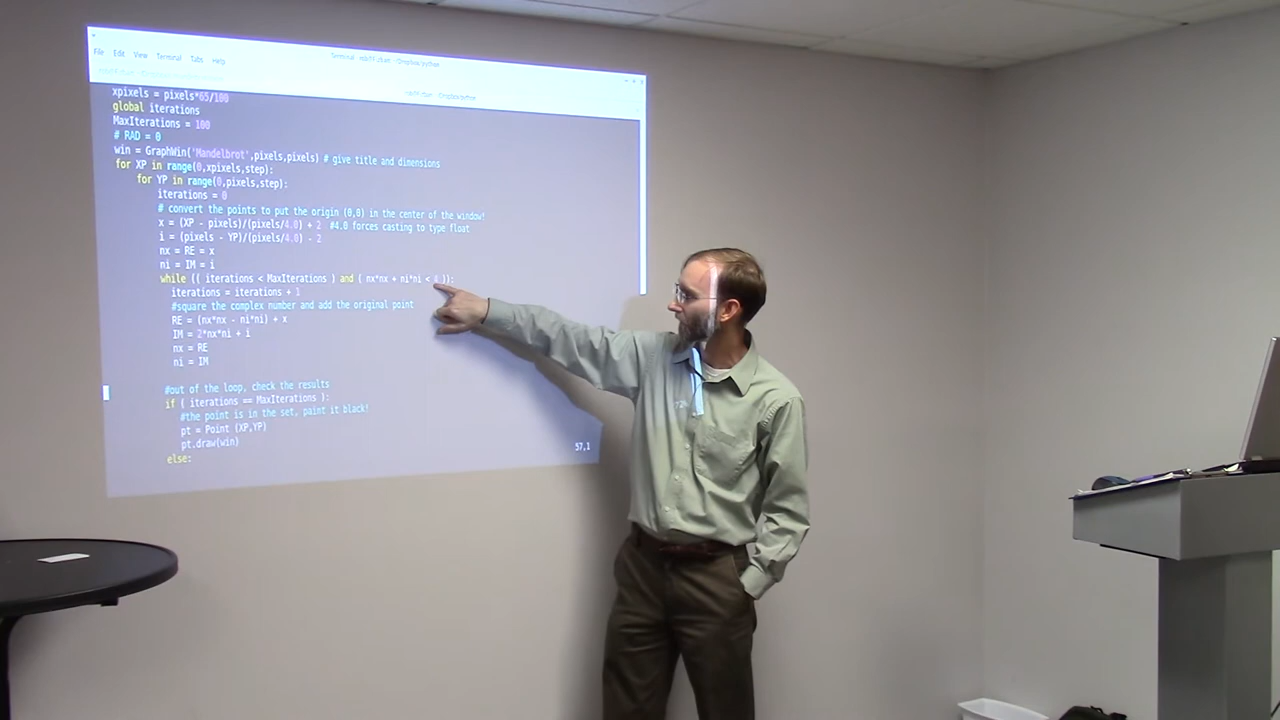 File Edit View Terminal Tabs Help
xpixels = pixels*65/100
global iterations
MaxIterations = 100
# RAD = 0
win = GraphWin('Mandelbrot',pixels,pixels) # give title and dimensions
for XP in range(0,xpixels,step):
for YP in range(0,pixels,step):
iterations = 0
# convert the points to put the origin (0,0) in the center of the window!
x = (XP - pixels)/(pixels/4.0) + 2 #4.0 forces casting to type float
i = (pixels - YP)/(pixels/4.0) - 2
nx = RE = x
ni = IM = i
while (( iterations < MaxIterations ) and ( nx*nx + ni*ni < )):
iterations = iterations + 1
#square the complex number and add the original point
RE = (nx*nx - ni*ni) + x
IM = 2*nx*ni + i
nx = RE
ni = IM
#out of the loop, check the results
if ( iterations == MaxIterations ):
#the point is in the set, paint it black!
pt = Point (XP,YP)
pt.draw(win)
else:
57,1